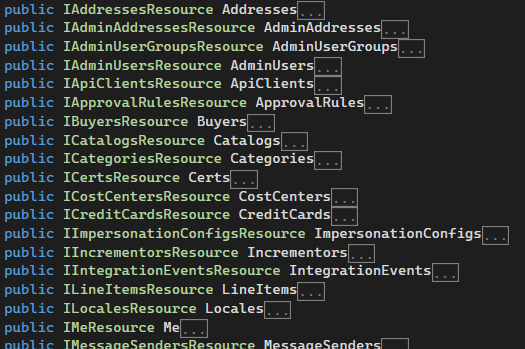 public IAddressesResource Addresses...
public IAdminAddressesResource AdminAddresses...
public IAdminUserGroupsResource AdminUserGroups...
public IAdminUsersResource AdminUsers...
public IApiClientsResource ApiClients...
public IApprovalRulesResource ApprovalRules...
public IBuyersResource Buyers...
public ICatalogsResource Catalogs...
public ICategoriesResource Categories...
public ICertsResource Certs...
public ICostCentersResource CostCenters...
public ICreditCardsResource CreditCards...
public IImpersonationConfigsResource ImpersonationConfigs...
public IIncrementorsResource Incrementors...
public IIntegrationEventsResource IntegrationEvents...
public ILineItemsResource LineItems...
public ILocalesResource Locales...
public IMeResource Me...
public IMessageSendersResource MessageSenders...